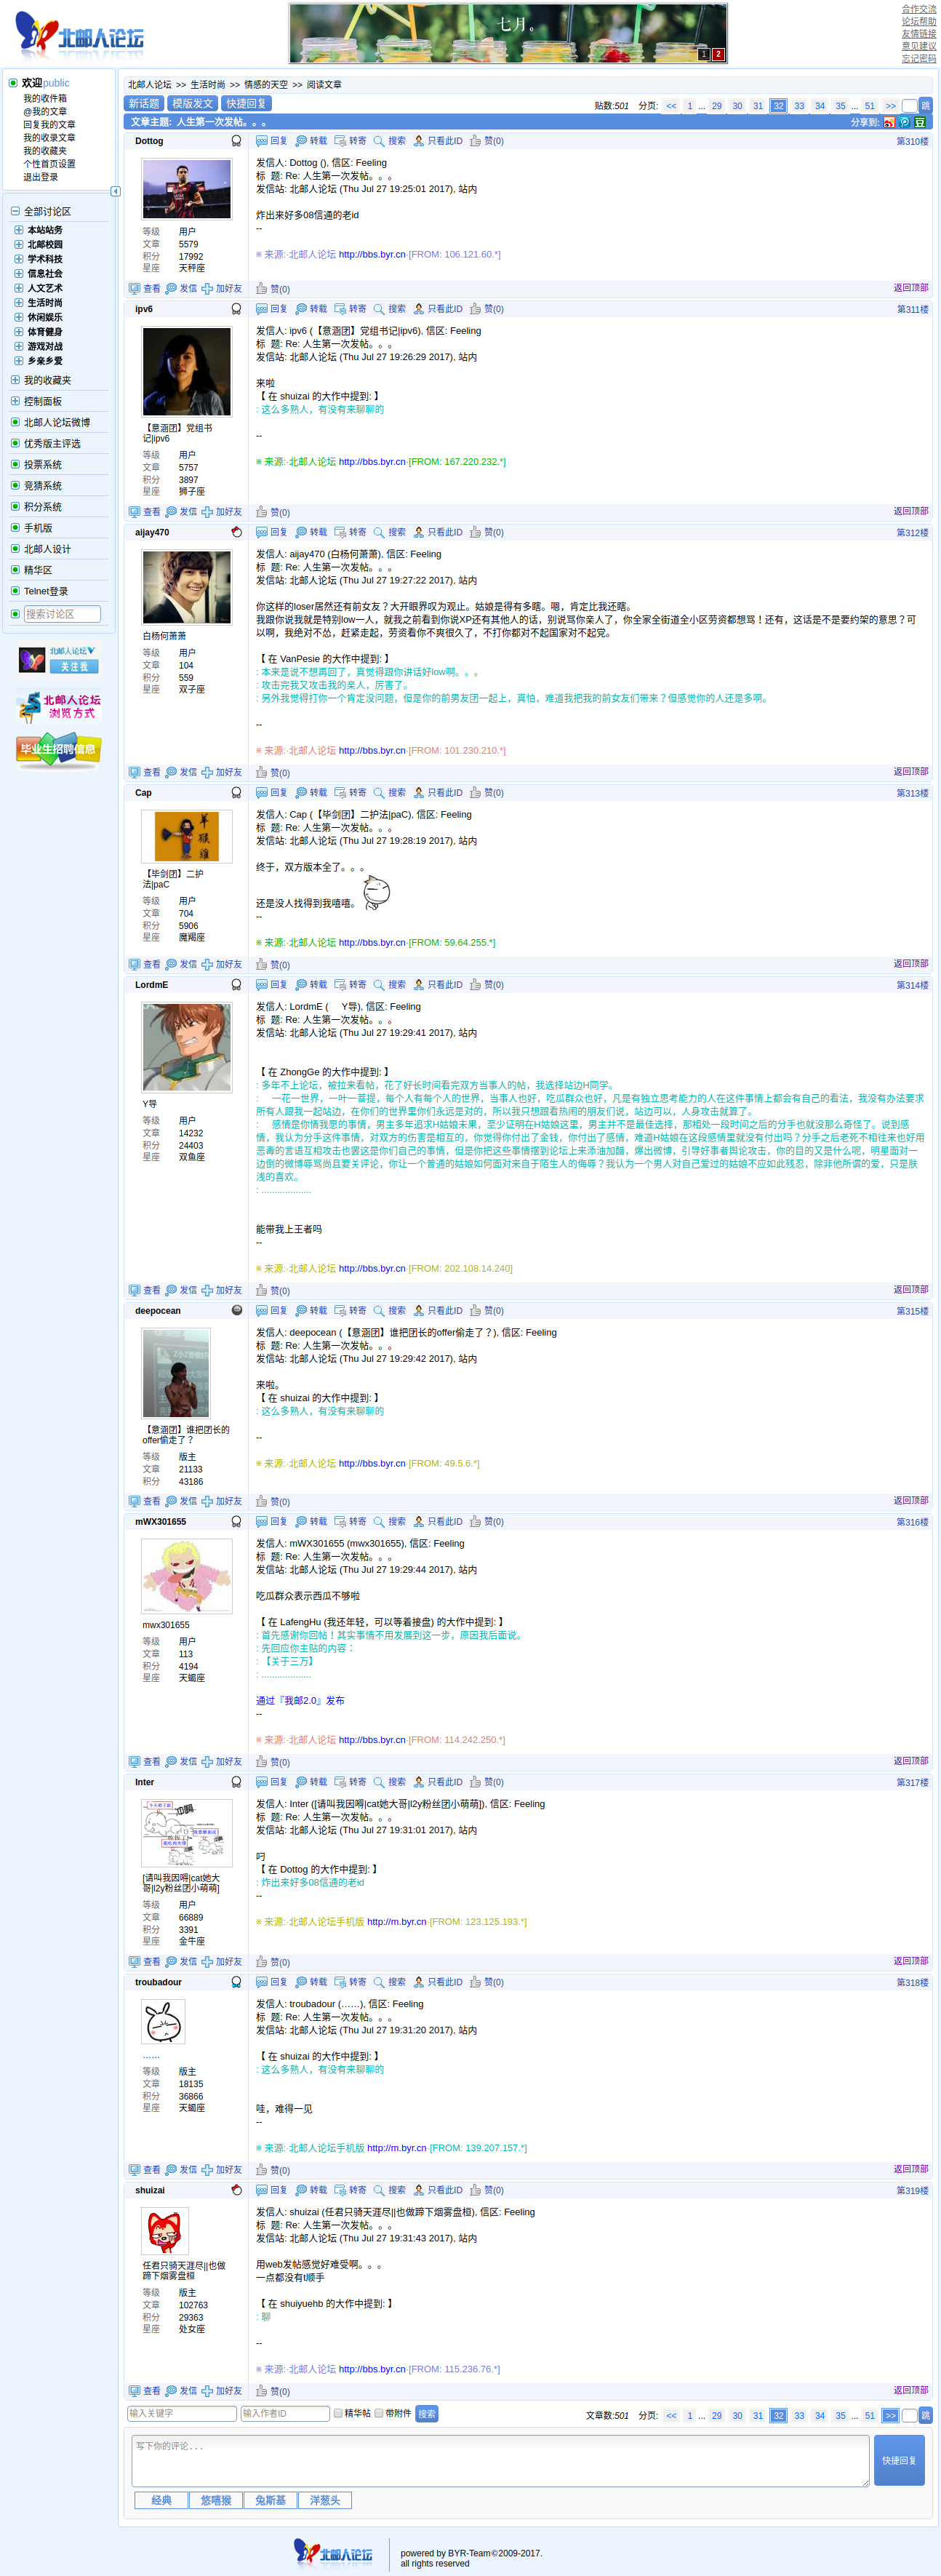 北邮人论坛
七月。
1 2
合作交流
论坛帮助
友情链接
意见建议
忘记密码
欢迎public
我的收件箱
@我的文章
回复我的文章
我的收录文章
我的收藏夹
个性首页设置
退出登录
全部讨论区
本站站务
北邮校园
学术科技
信息社会
人文艺术
生活时尚
休闲娱乐
体育健身
游戏对战
乡亲乡爱
我的收藏夹
控制面板
北邮人论坛微博
优秀版主评选
投票系统
竞猜系统
积分系统
手机版
北邮人设计
精华区
Telnet登录
搜索讨论区
北邮人论坛
关注我
北邮人论坛
浏览方式
毕业生招聘信息
北邮人论坛 >> 生活时尚 >> 情感的天空 >> 阅读文章
新话题 模版发文 快捷回复
贴数:501 分页: << 1 ... 29 30 31 32 33 34 35 ... 51 >> 跳
文章主题: 人生第一次发帖。。。
分享到:
Dottog
回复 转载 转寄 搜索 只看此ID 赞(0)
第310楼
等级 用户
文章 5579
积分 17992
星座 天秤座
发信人: Dottog (), 信区: Feeling
标 题: Re: 人生第一次发帖。。。
发信站: 北邮人论坛 (Thu Jul 27 19:25:01 2017), 站内
炸出来好多08信通的老id
--
※ 来源:·北邮人论坛 http://bbs.byr.cn·[FROM: 106.121.60.*]
查看 发信 加好友 赞(0) 返回顶部
ipv6
回复 转载 转寄 搜索 只看此ID 赞(0)
第311楼
【意涵团】党组书
记|ipv6
等级 用户
文章 5757
积分 3897
星座 狮子座
发信人: ipv6 (【意涵团】党组书记|ipv6), 信区: Feeling
标 题: Re: 人生第一次发帖。。。
发信站: 北邮人论坛 (Thu Jul 27 19:26:29 2017), 站内
来啦
【 在 shuizai 的大作中提到: 】
: 这么多熟人，有没有来聊聊的
--
※ 来源:·北邮人论坛 http://bbs.byr.cn·[FROM: 167.220.232.*]
查看 发信 加好友 赞(0) 返回顶部
aijay470
回复 转载 转寄 搜索 只看此ID 赞(0)
第312楼
白杨何萧萧
等级 用户
文章 104
积分 559
星座 双子座
发信人: aijay470 (白杨何萧萧), 信区: Feeling
标 题: Re: 人生第一次发帖。。。
发信站: 北邮人论坛 (Thu Jul 27 19:27:22 2017), 站内
你这样的loser居然还有前女友？大开眼界叹为观止。姑娘是得有多瞎。嗯，肯定比我还瞎。
我跟你说我就是特别low一人，就我之前看到你说XP还有其他人的话，别说骂你亲人了，你全家全街道全小区劳资都想骂！还有，这话是不是要约架的意思？可以啊，我绝对不怂，赶紧走起，劳资看你不爽很久了，不打你都对不起国家对不起党。
【 在 VanPesie 的大作中提到: 】
: 本来是说不想再回了，真觉得跟你讲话好low啊。。。
: 攻击完我又攻击我的亲人，厉害了。
: 另外我觉得打你一个肯定没问题，但是你的前男友团一起上，真怕，难道我把我的前女友们带来？但感觉你的人还是多啊。
--
※ 来源:·北邮人论坛 http://bbs.byr.cn·[FROM: 101.230.210.*]
查看 发信 加好友 赞(0) 返回顶部
Cap
回复 转载 转寄 搜索 只看此ID 赞(0)
第313楼
【毕剑团】二护
法|paC
等级 用户
文章 704
积分 5906
星座 魔羯座
发信人: Cap (【毕剑团】二护法|paC), 信区: Feeling
标 题: Re: 人生第一次发帖。。。
发信站: 北邮人论坛 (Thu Jul 27 19:28:19 2017), 站内
终于，双方版本全了。。。
还是没人找得到我嘻嘻。
--
※ 来源:·北邮人论坛 http://bbs.byr.cn·[FROM: 59.64.255.*]
查看 发信 加好友 赞(0) 返回顶部
LordmE
回复 转载 转寄 搜索 只看此ID 赞(0)
第314楼
Y导
等级 用户
文章 14232
积分 24403
星座 双鱼座
发信人: LordmE ( Y导), 信区: Feeling
标 题: Re: 人生第一次发帖。。。
发信站: 北邮人论坛 (Thu Jul 27 19:29:41 2017), 站内
【 在 ZhongGe 的大作中提到: 】
: 多年不上论坛，被拉来看帖，花了好长时间看完双方当事人的帖，我选择站边H同学。
: 一花一世界，一叶一菩提，每个人有每个人的世界，当事人也好，吃瓜群众也好，凡是有独立思考能力的人在这件事情上都会有自己的看法，我没有办法要求所有人跟我一起站边，在你们的世界里你们永远是对的，所以我只想跟看热闹的朋友们说，站边可以，人身攻击就算了。
: 感情是你情我愿的事情，男主多年追求H姑娘未果，至少证明在H姑娘这里，男主并不是最佳选择，那相处一段时间之后的分手也就没那么奇怪了。说到感情，我认为分手这件事情，对双方的伤害是相互的，你觉得你付出了金钱，你付出了感情，难道H姑娘在这段感情里就没有付出吗？分手之后老死不相往来也好用恶毒的言语互相攻击也罢这是你们自己的事情，但是你把这些事情摆到论坛上来添油加醋，爆出微博，引导好事者舆论攻击，你的目的又是什么呢，明星面对一边倒的微博辱骂尚且要关评论，你让一个普通的姑娘如何面对来自于陌生人的侮辱？我认为一个男人对自己爱过的姑娘不应如此残忍，除非他所谓的爱，只是肤浅的喜欢。
: ...................
能带我上王者吗
--
※ 来源:·北邮人论坛 http://bbs.byr.cn·[FROM: 202.108.14.240]
查看 发信 加好友 赞(0) 返回顶部
deepocean
回复 转载 转寄 搜索 只看此ID 赞(0)
第315楼
【意涵团】谁把团长的
offer偷走了？
等级 版主
文章 21133
积分 43186
发信人: deepocean (【意涵团】谁把团长的offer偷走了？), 信区: Feeling
标 题: Re: 人生第一次发帖。。。
发信站: 北邮人论坛 (Thu Jul 27 19:29:42 2017), 站内
来啦。
【 在 shuizai 的大作中提到: 】
: 这么多熟人，有没有来聊聊的
--
※ 来源:·北邮人论坛 http://bbs.byr.cn·[FROM: 49.5.6.*]
查看 发信 加好友 赞(0) 返回顶部
mWX301655
回复 转载 转寄 搜索 只看此ID 赞(0)
第316楼
mwx301655
等级 用户
文章 113
积分 4194
星座 天蝎座
发信人: mWX301655 (mwx301655), 信区: Feeling
标 题: Re: 人生第一次发帖。。。
发信站: 北邮人论坛 (Thu Jul 27 19:29:44 2017), 站内
吃瓜群众表示西瓜不够啦
【 在 LafengHu (我还年轻，可以等着接盘) 的大作中提到: 】
: 首先感谢你回帖！其实事情不用发展到这一步，原因我后面说。
: 先回应你主贴的内容：
: 【关于三万】
: ...................
通过『我邮2.0』发布
--
※ 来源:·北邮人论坛 http://bbs.byr.cn·[FROM: 114.242.250.*]
查看 发信 加好友 赞(0) 返回顶部
Inter
回复 转载 转寄 搜索 只看此ID 赞(0)
第317楼
[请叫我因嘚|cat她大
哥|l2y粉丝团小萌萌]
等级 用户
文章 66889
积分 3391
星座 金牛座
发信人: Inter ([请叫我因嘚|cat她大哥|l2y粉丝团小萌萌]), 信区: Feeling
标 题: Re: 人生第一次发帖。。。
发信站: 北邮人论坛 (Thu Jul 27 19:31:01 2017), 站内
叼
【 在 Dottog 的大作中提到: 】
: 炸出来好多08信通的老id
--
※ 来源:·北邮人论坛手机版 http://m.byr.cn·[FROM: 123.125.193.*]
查看 发信 加好友 赞(0) 返回顶部
troubadour
回复 转载 转寄 搜索 只看此ID 赞(0)
第318楼
……
等级 版主
文章 18135
积分 36866
星座 天蝎座
发信人: troubadour (……), 信区: Feeling
标 题: Re: 人生第一次发帖。。。
发信站: 北邮人论坛 (Thu Jul 27 19:31:20 2017), 站内
【 在 shuizai 的大作中提到: 】
: 这么多熟人，有没有来聊聊的
哇，难得一见
--
※ 来源:·北邮人论坛手机版 http://m.byr.cn·[FROM: 139.207.157.*]
查看 发信 加好友 赞(0) 返回顶部
shuizai
回复 转载 转寄 搜索 只看此ID 赞(0)
第319楼
任君只骑天涯尽||也做
蹄下烟雾盘桓
等级 版主
文章 102763
积分 29363
星座 处女座
发信人: shuizai (任君只骑天涯尽||也做蹄下烟雾盘桓), 信区: Feeling
标 题: Re: 人生第一次发帖。。。
发信站: 北邮人论坛 (Thu Jul 27 19:31:43 2017), 站内
用web发帖感觉好难受啊。。。
一点都没有t顺手
【 在 shuiyuehb 的大作中提到: 】
: 聊
--
※ 来源:·北邮人论坛 http://bbs.byr.cn·[FROM: 115.236.76.*]
查看 发信 加好友 赞(0) 返回顶部
输入关键字 输入作者ID 精华帖 带附件 搜索
文章数:501 分页: << 1 ... 29 30 31 32 33 34 35 ... 51 >> 跳
写下你的评论...
快捷回复
经典 悠嘻猴 兔斯基 洋葱头
北邮人论坛
powered by BYR-Team©2009-2017.
all rights reserved